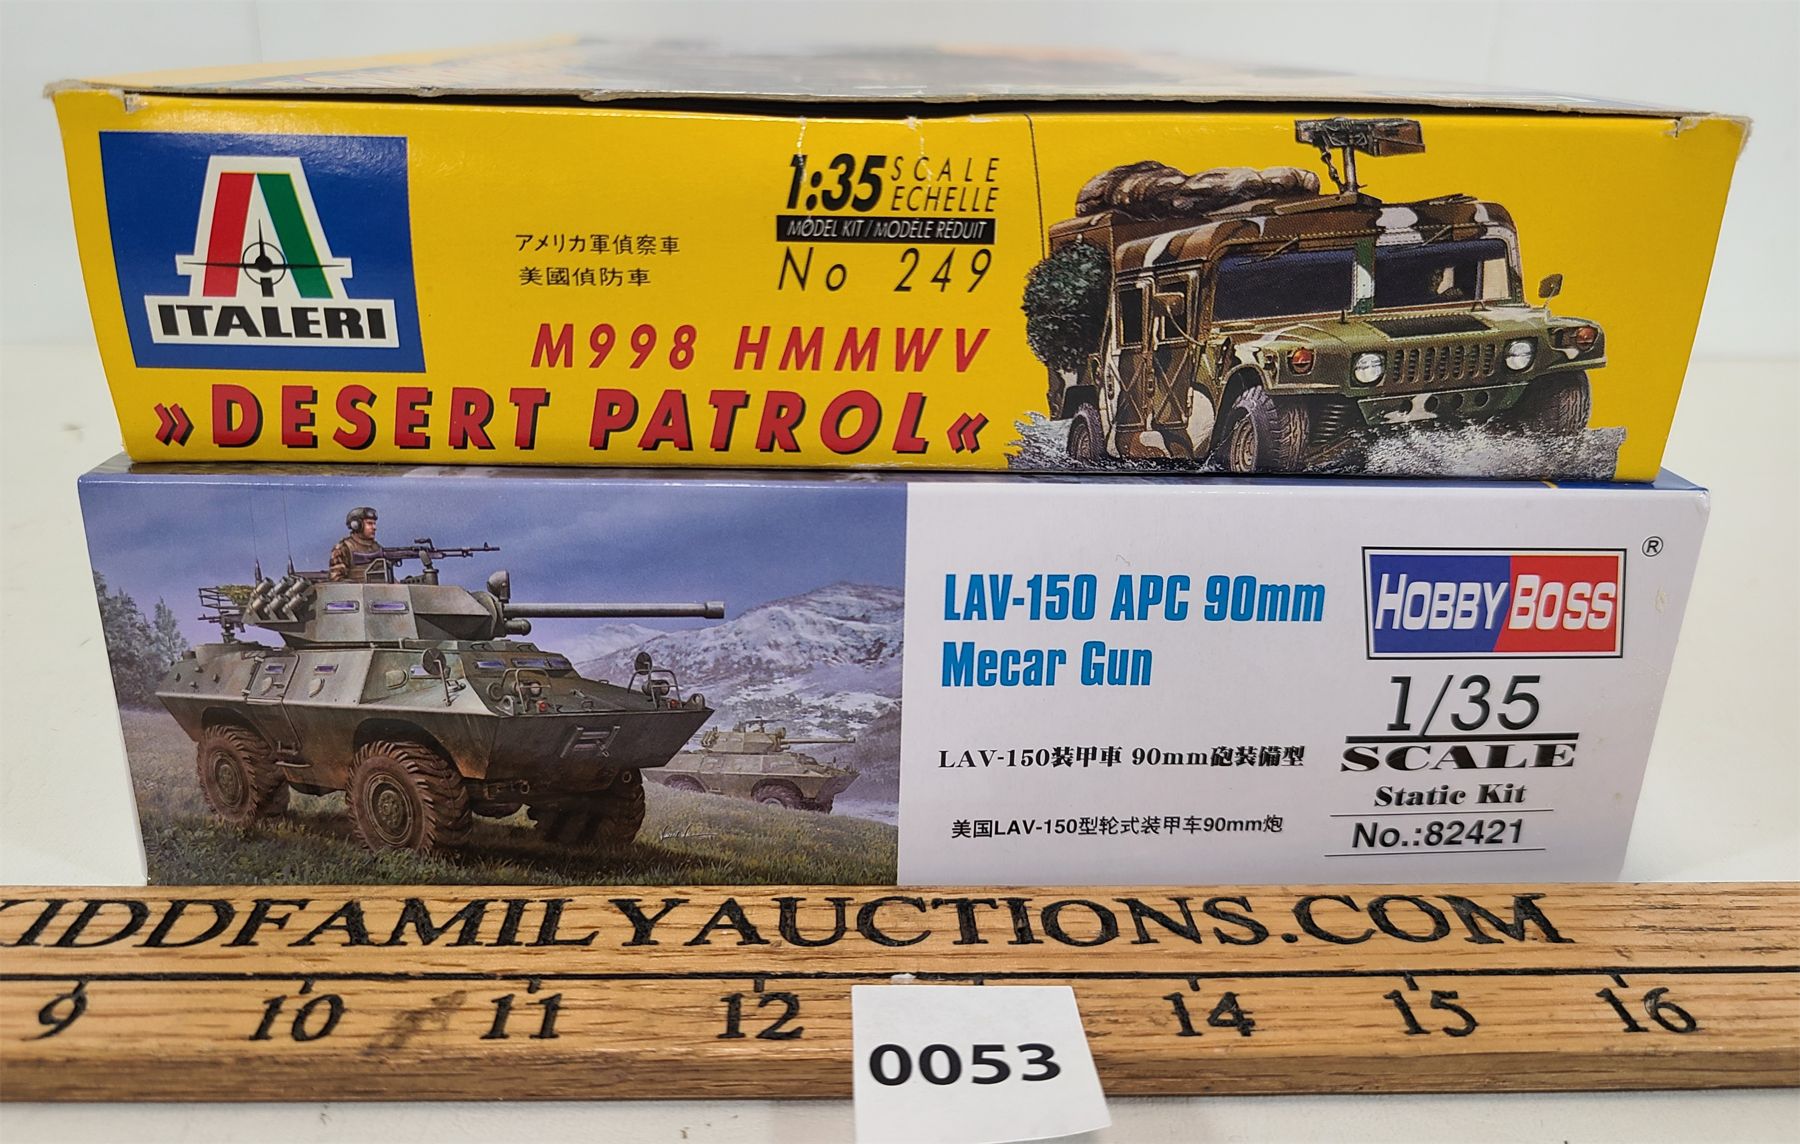 ITALERI
1:35 SCALE ECHELLE
MODEL KIT / MODÈLE RÉDUIT
アメリカ軍偵察車
美國偵防車
No 249
M998 HMMWV
»DESERT PATROL«
LAV-150 APC 90mm
Mecar Gun
HOBBY BOSS ®
1/35
SCALE
LAV-150装甲車 90mm砲装備型
Static Kit
美国LAV-150型轮式装甲车90mm炮
No.:82421
KIDDFAMILYAUCTIONS.COM
9 10 11 12 14 15 16
0053